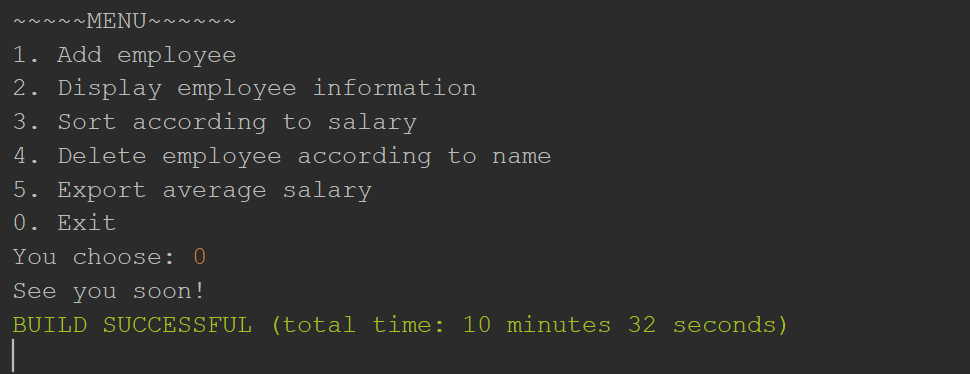 ~~~~~MENU~~~~~~
1. Add employee
2. Display employee information
3. Sort according to salary
4. Delete employee according to name
5. Export average salary
0. Exit
You choose: 0
See you soon!
BUILD SUCCESSFUL (total time: 10 minutes 32 seconds)